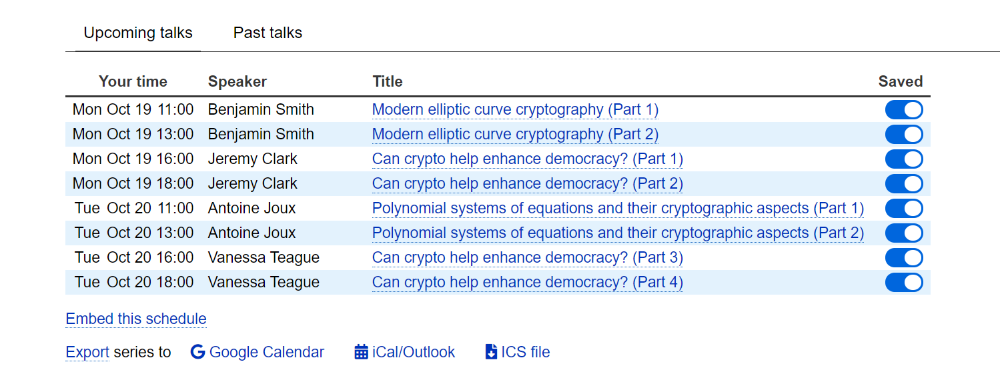 Upcoming talks Past talks
Your time Speaker Title Saved
Mon Oct 19 11:00 Benjamin Smith Modern elliptic curve cryptography (Part 1)
Mon Oct 19 13:00 Benjamin Smith Modern elliptic curve cryptography (Part 2)
Mon Oct 19 16:00 Jeremy Clark Can crypto help enhance democracy? (Part 1)
Mon Oct 19 18:00 Jeremy Clark Can crypto help enhance democracy? (Part 2)
Tue Oct 20 11:00 Antoine Joux Polynomial systems of equations and their cryptographic aspects (Part 1)
Tue Oct 20 13:00 Antoine Joux Polynomial systems of equations and their cryptographic aspects (Part 2)
Tue Oct 20 16:00 Vanessa Teague Can crypto help enhance democracy? (Part 3)
Tue Oct 20 18:00 Vanessa Teague Can crypto help enhance democracy? (Part 4)
Embed this schedule
Export series to Google Calendar iCal/Outlook ICS file